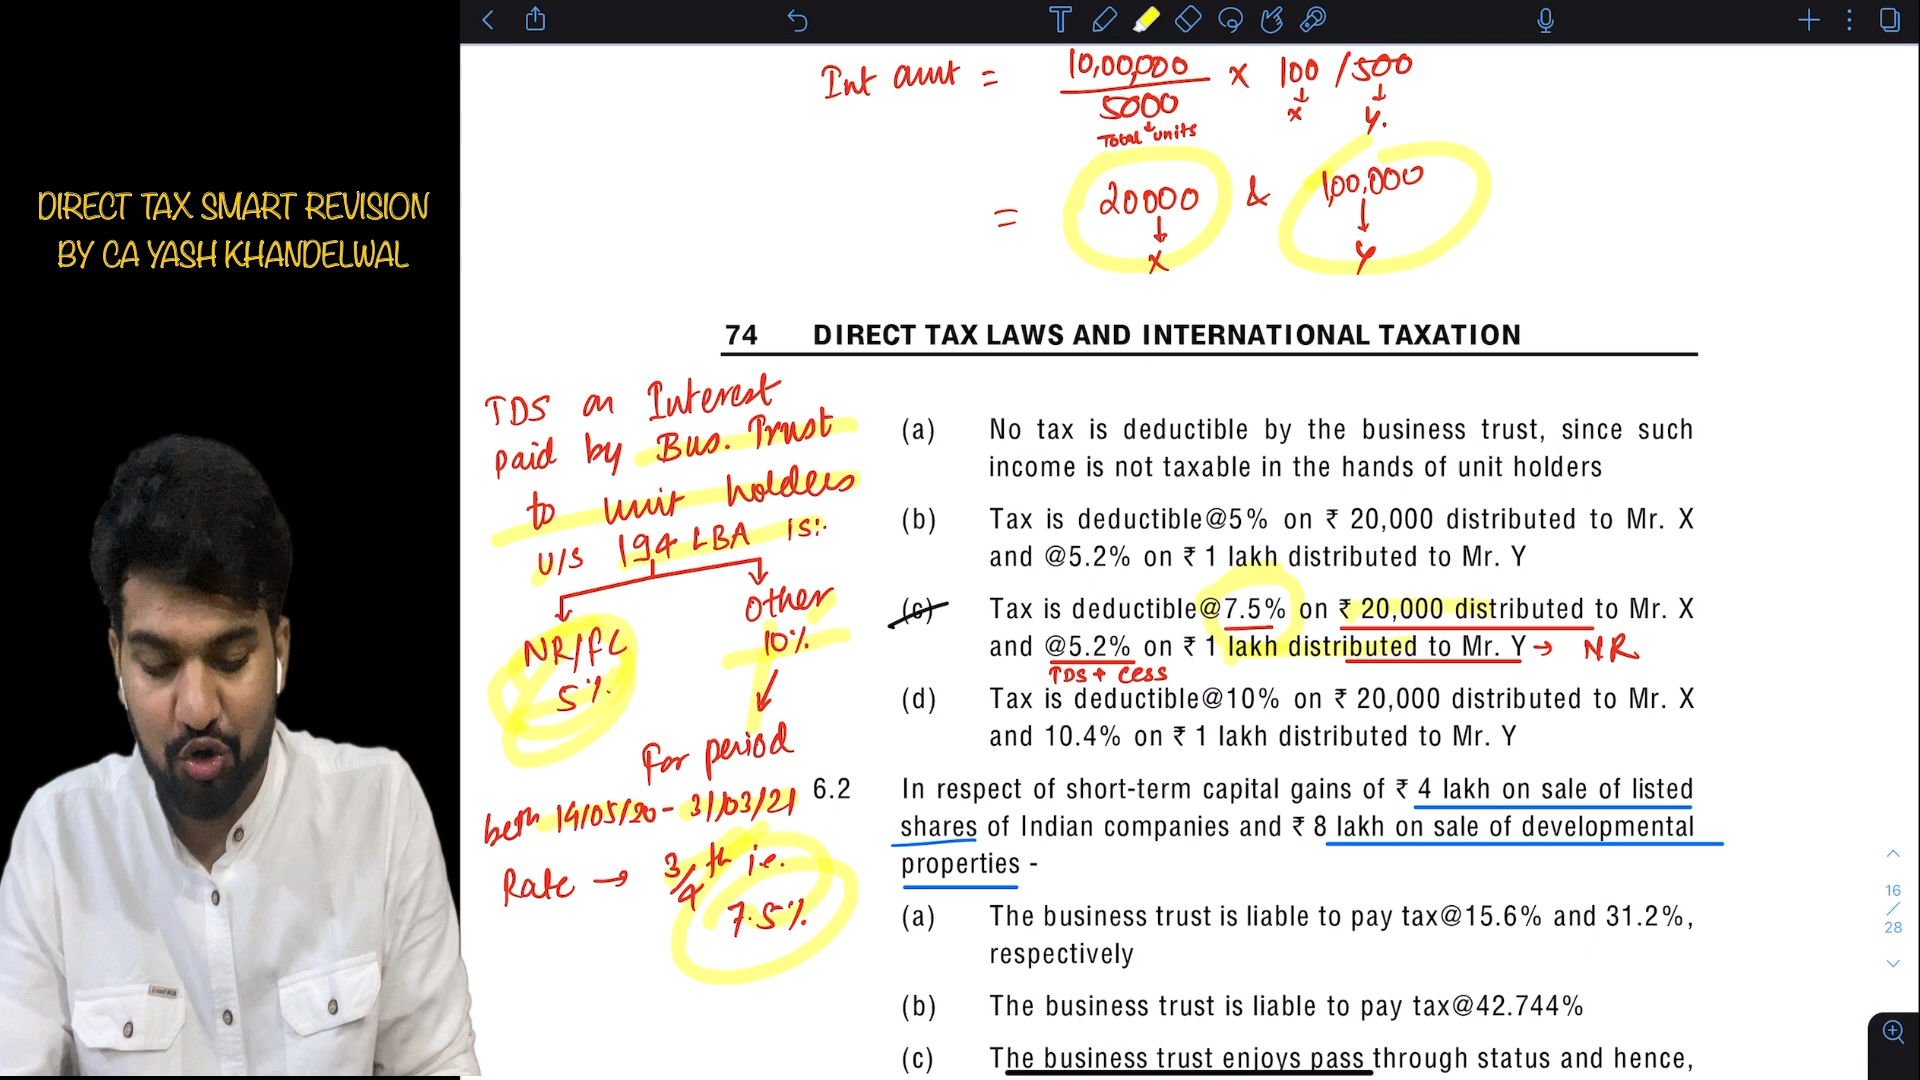 DIRECT TAX SMART REVISION
BY CA YASH KHANDELWAL
Int amt = 10,00,000 x 100 / 500
5000 x y.
Total units
= 20000 & 1,00,000
x y
74 DIRECT TAX LAWS AND INTERNATIONAL TAXATION
TDS on Interest
paid by Bus. Trust
to unit holders
u/s 194 LBA is:
NR/FC
5%
Other
10%
for period
betn 14/05/20 - 31/03/21
Rate → 3/4th i.e.
7.5%
(a) No tax is deductible by the business trust, since such
income is not taxable in the hands of unit holders
(b) Tax is deductible@5% on ₹ 20,000 distributed to Mr. X
and @5.2% on ₹ 1 lakh distributed to Mr. Y
(c) Tax is deductible@7.5% on ₹ 20,000 distributed to Mr. X
and @5.2% on ₹ 1 lakh distributed to Mr. Y → NR
TDS + Cess
(d) Tax is deductible@10% on ₹ 20,000 distributed to Mr. X
and 10.4% on ₹ 1 lakh distributed to Mr. Y
6.2 In respect of short-term capital gains of ₹ 4 lakh on sale of listed
shares of Indian companies and ₹ 8 lakh on sale of developmental
properties -
(a) The business trust is liable to pay tax@15.6% and 31.2%,
respectively
(b) The business trust is liable to pay tax@42.744%
(c) The business trust enjoys pass through status and hence,
16
/
28